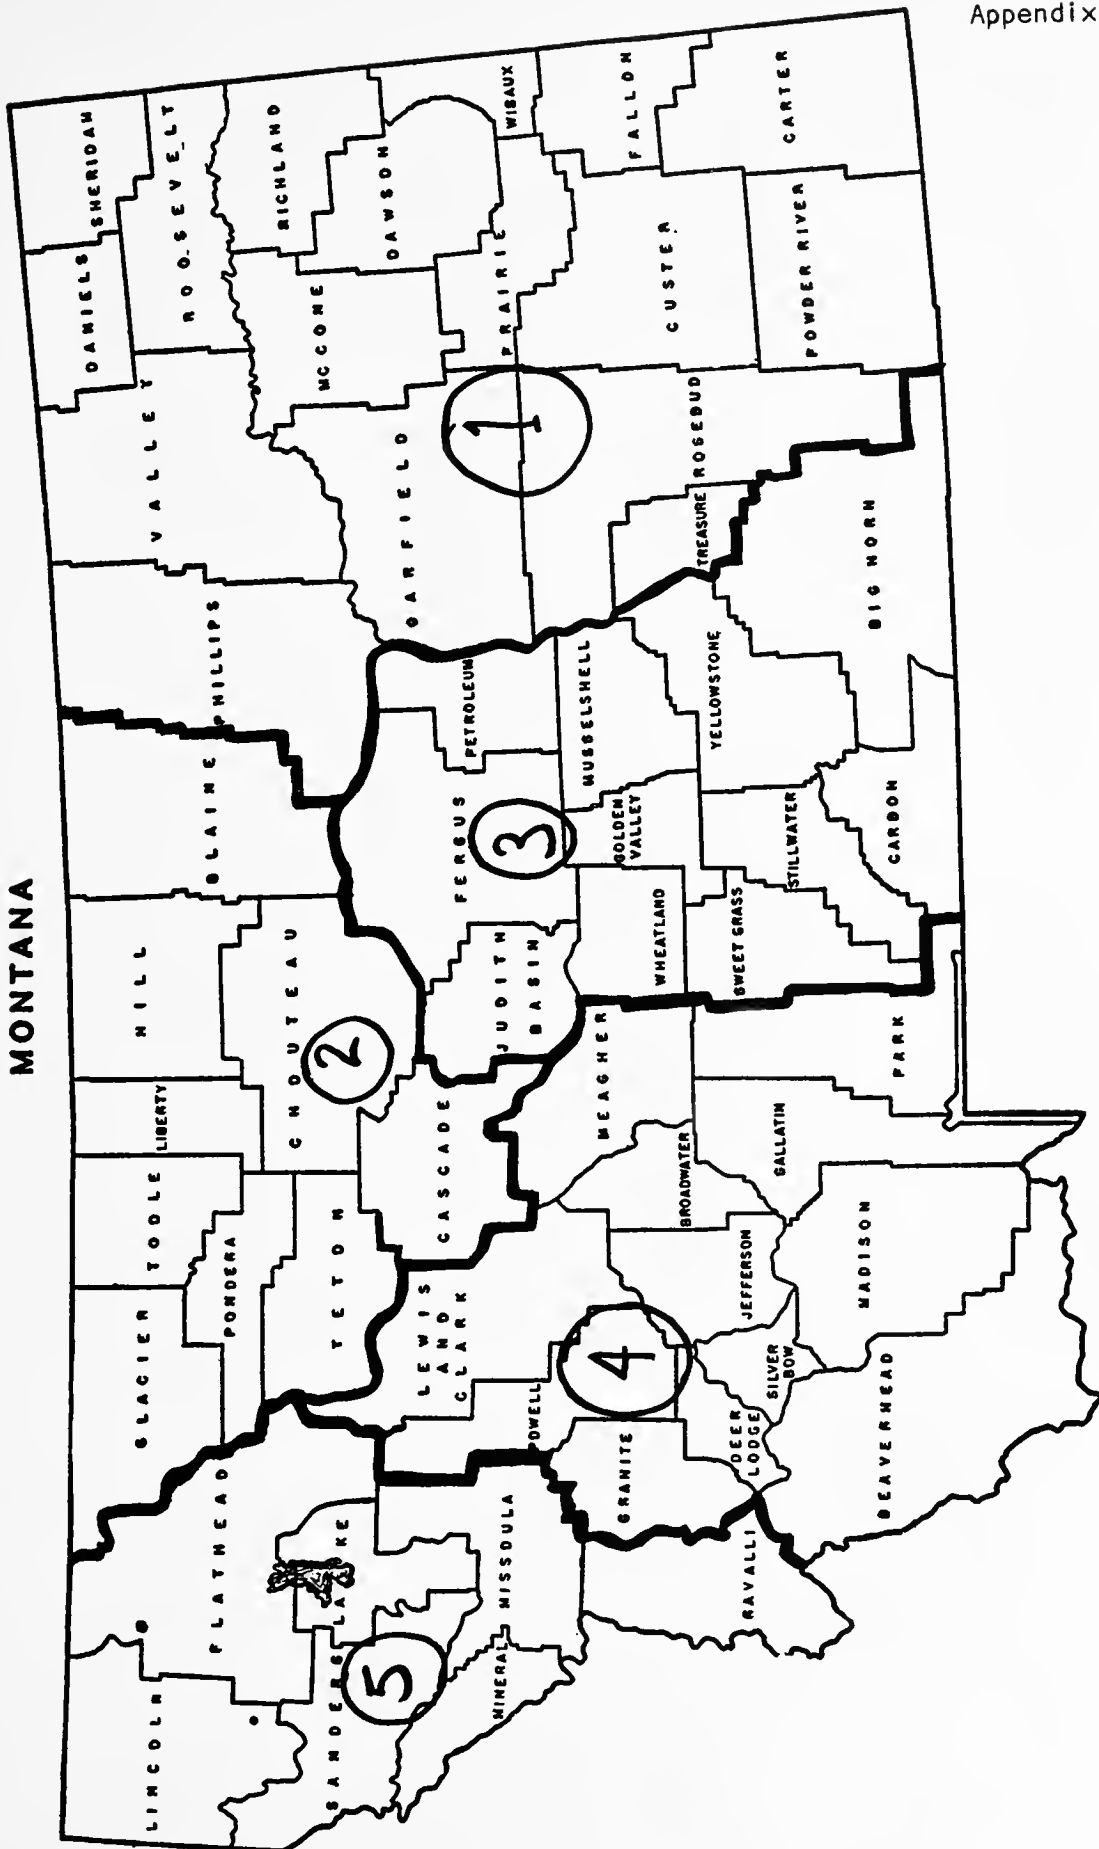 Appendix
MONTANA
LINCOLN
FLATHEAD
GLACIER
TOOLE
LIBERTY
HILL
BLAINE
PHILLIPS
VALLEY
DANIELS
SHERIDAN
ROOSEVELT
PONDERA
TETON
CHOUTEAU
2
SANDERS
LAKE
5
MINERAL
MISSOULA
POWELL
LEWIS
AND
CLARK
CASCADE
JUDITH
BASIN
FERGUS
3
PETROLEUM
GARFIELD
1
MCCONE
RICHLAND
DAWSON
PRAIRIE
WIBAUX
RAVALLI
GRANITE
4
DEER
LODGE
SILVER
BOW
JEFFERSON
BROADWATER
MEAGHER
WHEATLAND
GOLDEN
VALLEY
MUSSELSHELL
TREASURE
ROSEBUD
CUSTER
FALLON
BEAVERHEAD
MADISON
GALLATIN
PARK
SWEET GRASS
STILLWATER
CARBON
YELLOWSTONE
BIG HORN
POWDER RIVER
CARTER